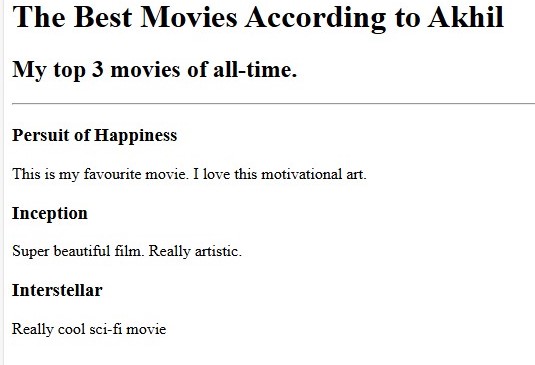 The Best Movies According to Akhil
My top 3 movies of all-time.
Persuit of Happiness
This is my favourite movie. I love this motivational art.
Inception
Super beautiful film. Really artistic.
Interstellar
Really cool sci-fi movie